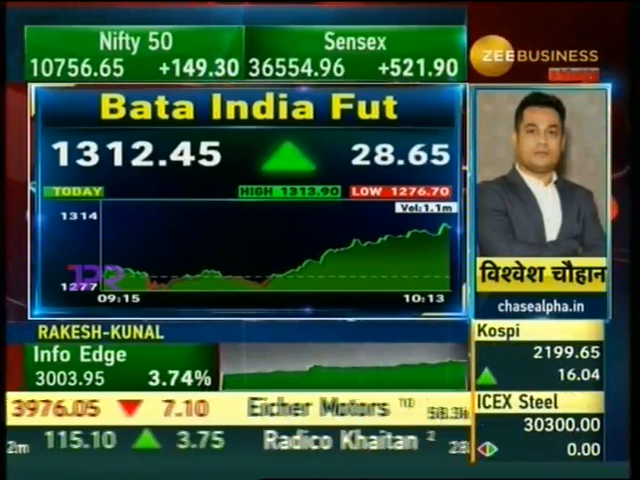 Nifty 50 Sensex
10756.65 +149.30 36554.96 +521.90
ZEEBUSINESS
Bata India Fut
1312.45 28.65
TODAY HIGH 1313.90 LOW 1276.70
Vol:1.1m
1314
1277
09:15 10:13
विश्वेश चौहान
chasealpha.in
RAKESH-KUNAL
Info Edge
3003.95 3.74%
Kospi
2199.65
16.04
ICEX Steel
30300.00
0.00
3976.05 7.10 Eicher Motors
115.10 3.75 Radico Khaitan